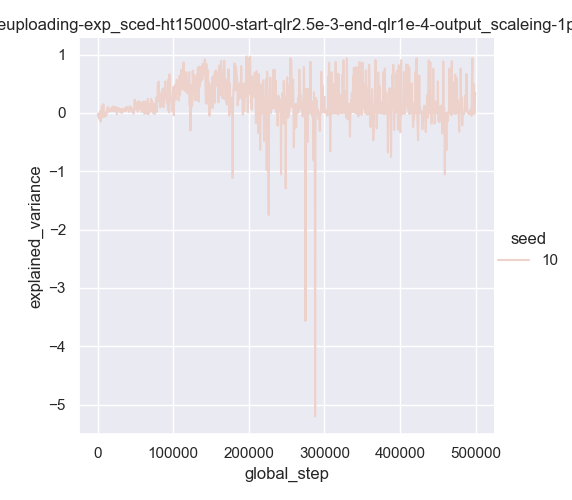 euploading-exp_sced-ht150000-start-qlr2.5e-3-end-qlr1e-4-output_scaleing-1p
1
0
−1
−2
−3
−4
−5
explained_variance
0 100000 200000 300000 400000 500000
global_step
seed
10